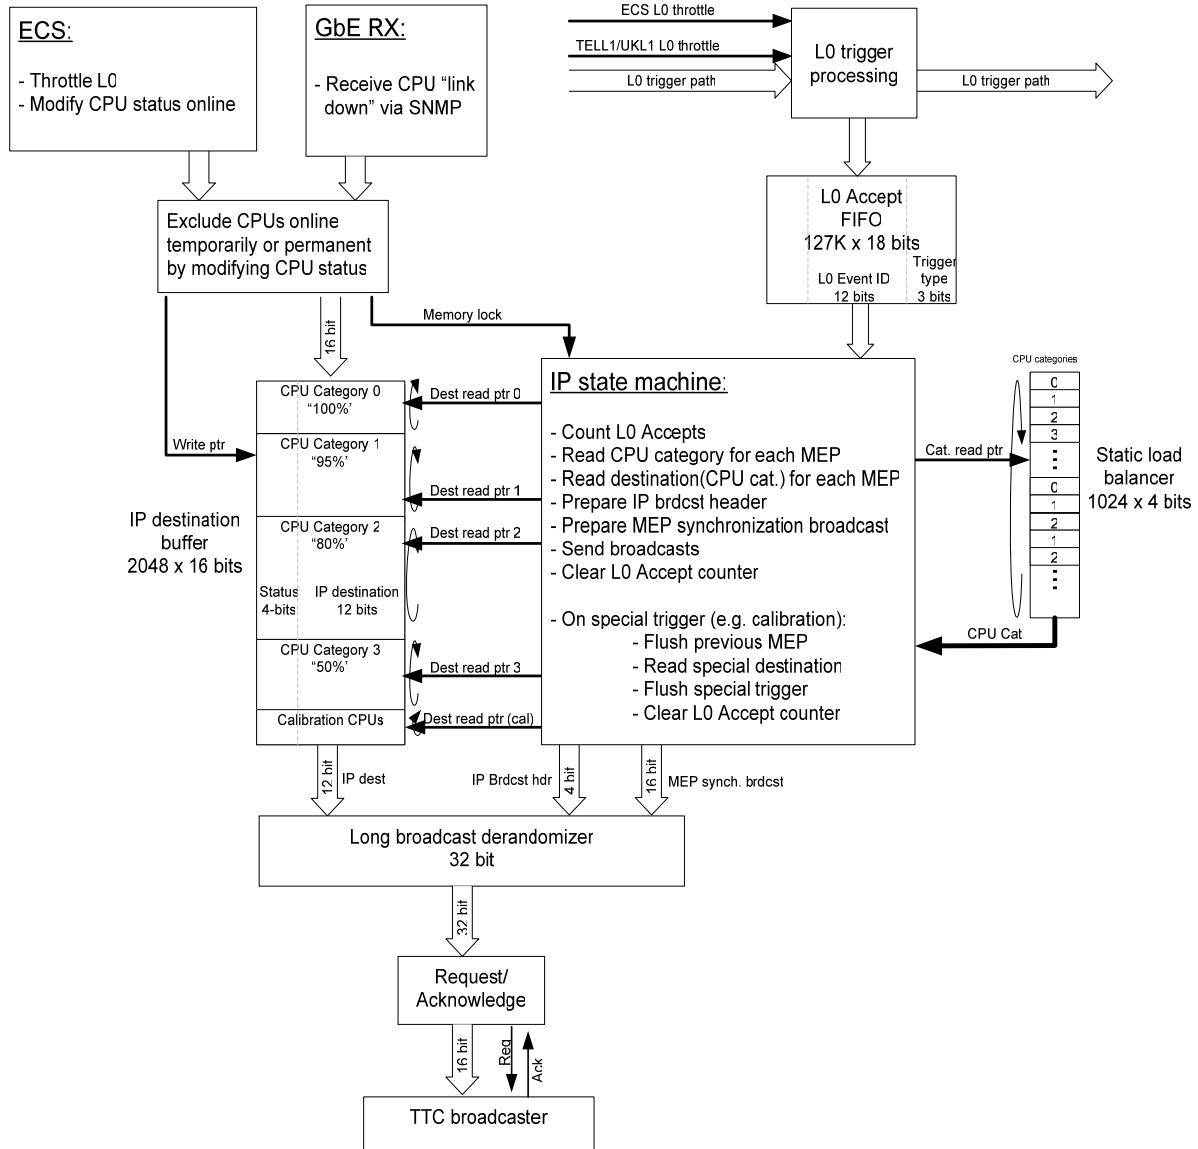 ECS:
- Throttle L0
- Modify CPU status online
GbE RX:
- Receive CPU “link
down” via SNMP
ECS L0 throttle
TELL1/UKL1 L0 throttle
L0 trigger path
L0 trigger
processing
L0 trigger path
Exclude CPUs online
temporarily or permanent
by modifying CPU status
L0 Accept
FIFO
127K x 18 bits
L0 Event ID
12 bits
Trigger
type
3 bits
16 bit
Memory lock
Write ptr
IP destination
buffer
2048 x 16 bits
CPU Category 0
“100%’
CPU Category 1
“95%’
CPU Category 2
“80%’
Status
4-bits
IP destination
12 bits
CPU Category 3
“50%’
Calibration CPUs
Dest read ptr 0
Dest read ptr 1
Dest read ptr 2
Dest read ptr 3
Dest read ptr (cal)
IP state machine:
- Count L0 Accepts
- Read CPU category for each MEP
- Read destination(CPU cat.) for each MEP
- Prepare IP brdcst header
- Prepare MEP synchronization broadcast
- Send broadcasts
- Clear L0 Accept counter
- On special trigger (e.g. calibration):
- Flush previous MEP
- Read special destination
- Flush special trigger
- Clear L0 Accept counter
Cat. read ptr
CPU Cat
CPU categories
0
1
2
3
0
1
2
1
2
Static load
balancer
1024 x 4 bits
12 bit
IP dest
IP Brdcst hdr
4 bit
16 bit
MEP synch. brdcst
Long broadcast derandomizer
32 bit
32 bit
Request/
Acknowledge
16 bit
Req
Ack
TTC broadcaster